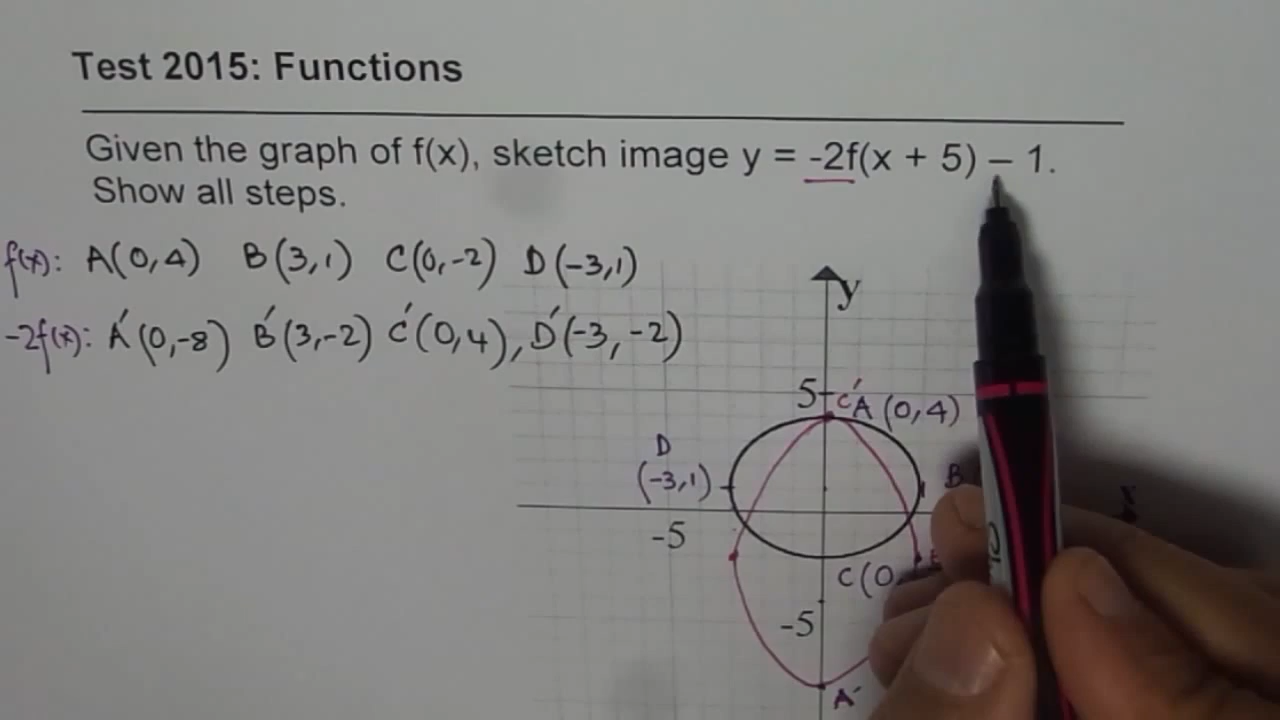 Test 2015: Functions
Given the graph of f(x), sketch image y = -2f(x + 5) – 1.
Show all steps.
f(x): A(0,4) B(3,1) C(0,-2) D(-3,1)
-2f(x): A′(0,-8) B′(3,-2) C′(0,4), D′(-3,-2)
y
5 C′ A (0,4)
D
(-3,1) B
x
-5
C(0,
-5
A′